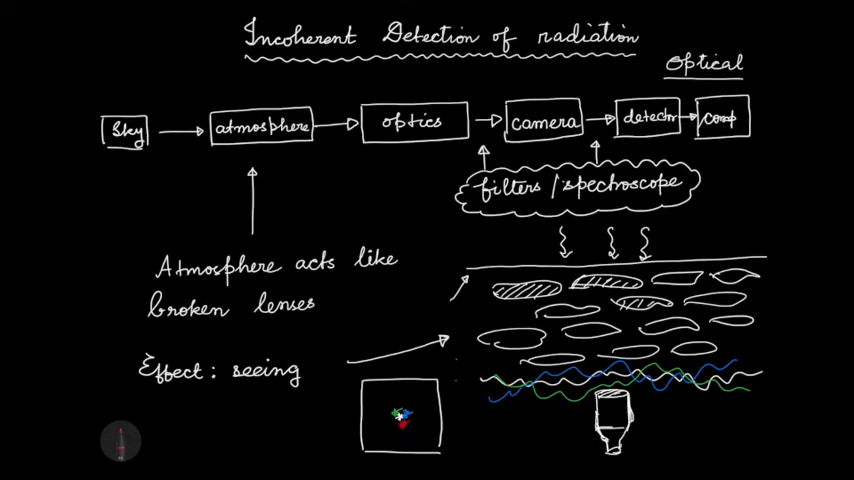 Incoherent Detection of radiation
Optical
Sky
atmosphere
optics
camera
detector
comp
filters / spectroscope
Atmosphere acts like
broken lenses
Effect: seeing